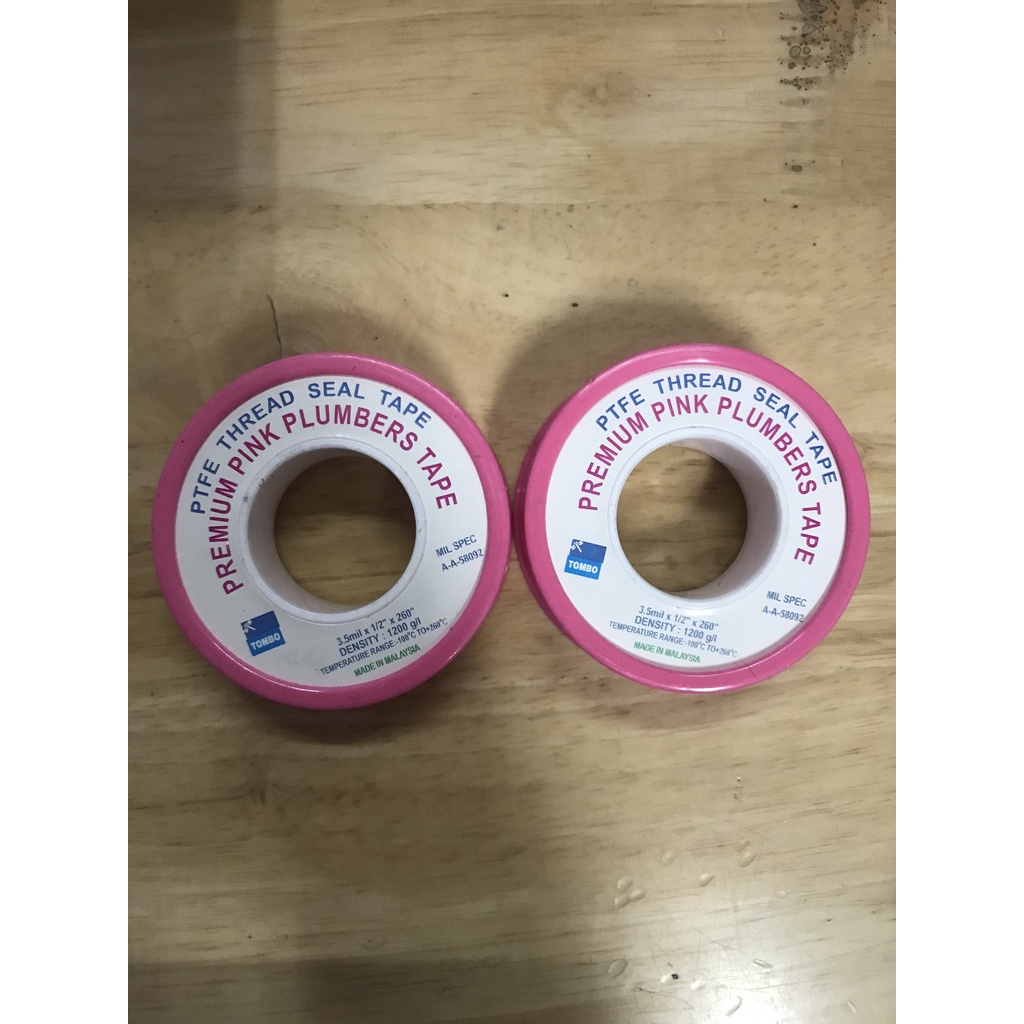 PTFE THREAD SEAL TAPE
PREMIUM PINK PLUMBERS TAPE
MIL SPEC
A-A-58092
TOMBO
3.5mil x 1/2" x 260"
DENSITY : 1200 g/l
TEMPERATURE RANGE:-100°C TO+260°C
MADE IN MALAYSIA
PTFE THREAD SEAL TAPE
PREMIUM PINK PLUMBERS TAPE
TOMBO
MIL SPEC
A-A-58092
3.5mil x 1/2" x 260"
DENSITY : 1200 g/l
TEMPERATURE RANGE:-100°C TO+260°C
MADE IN MALAYSIA